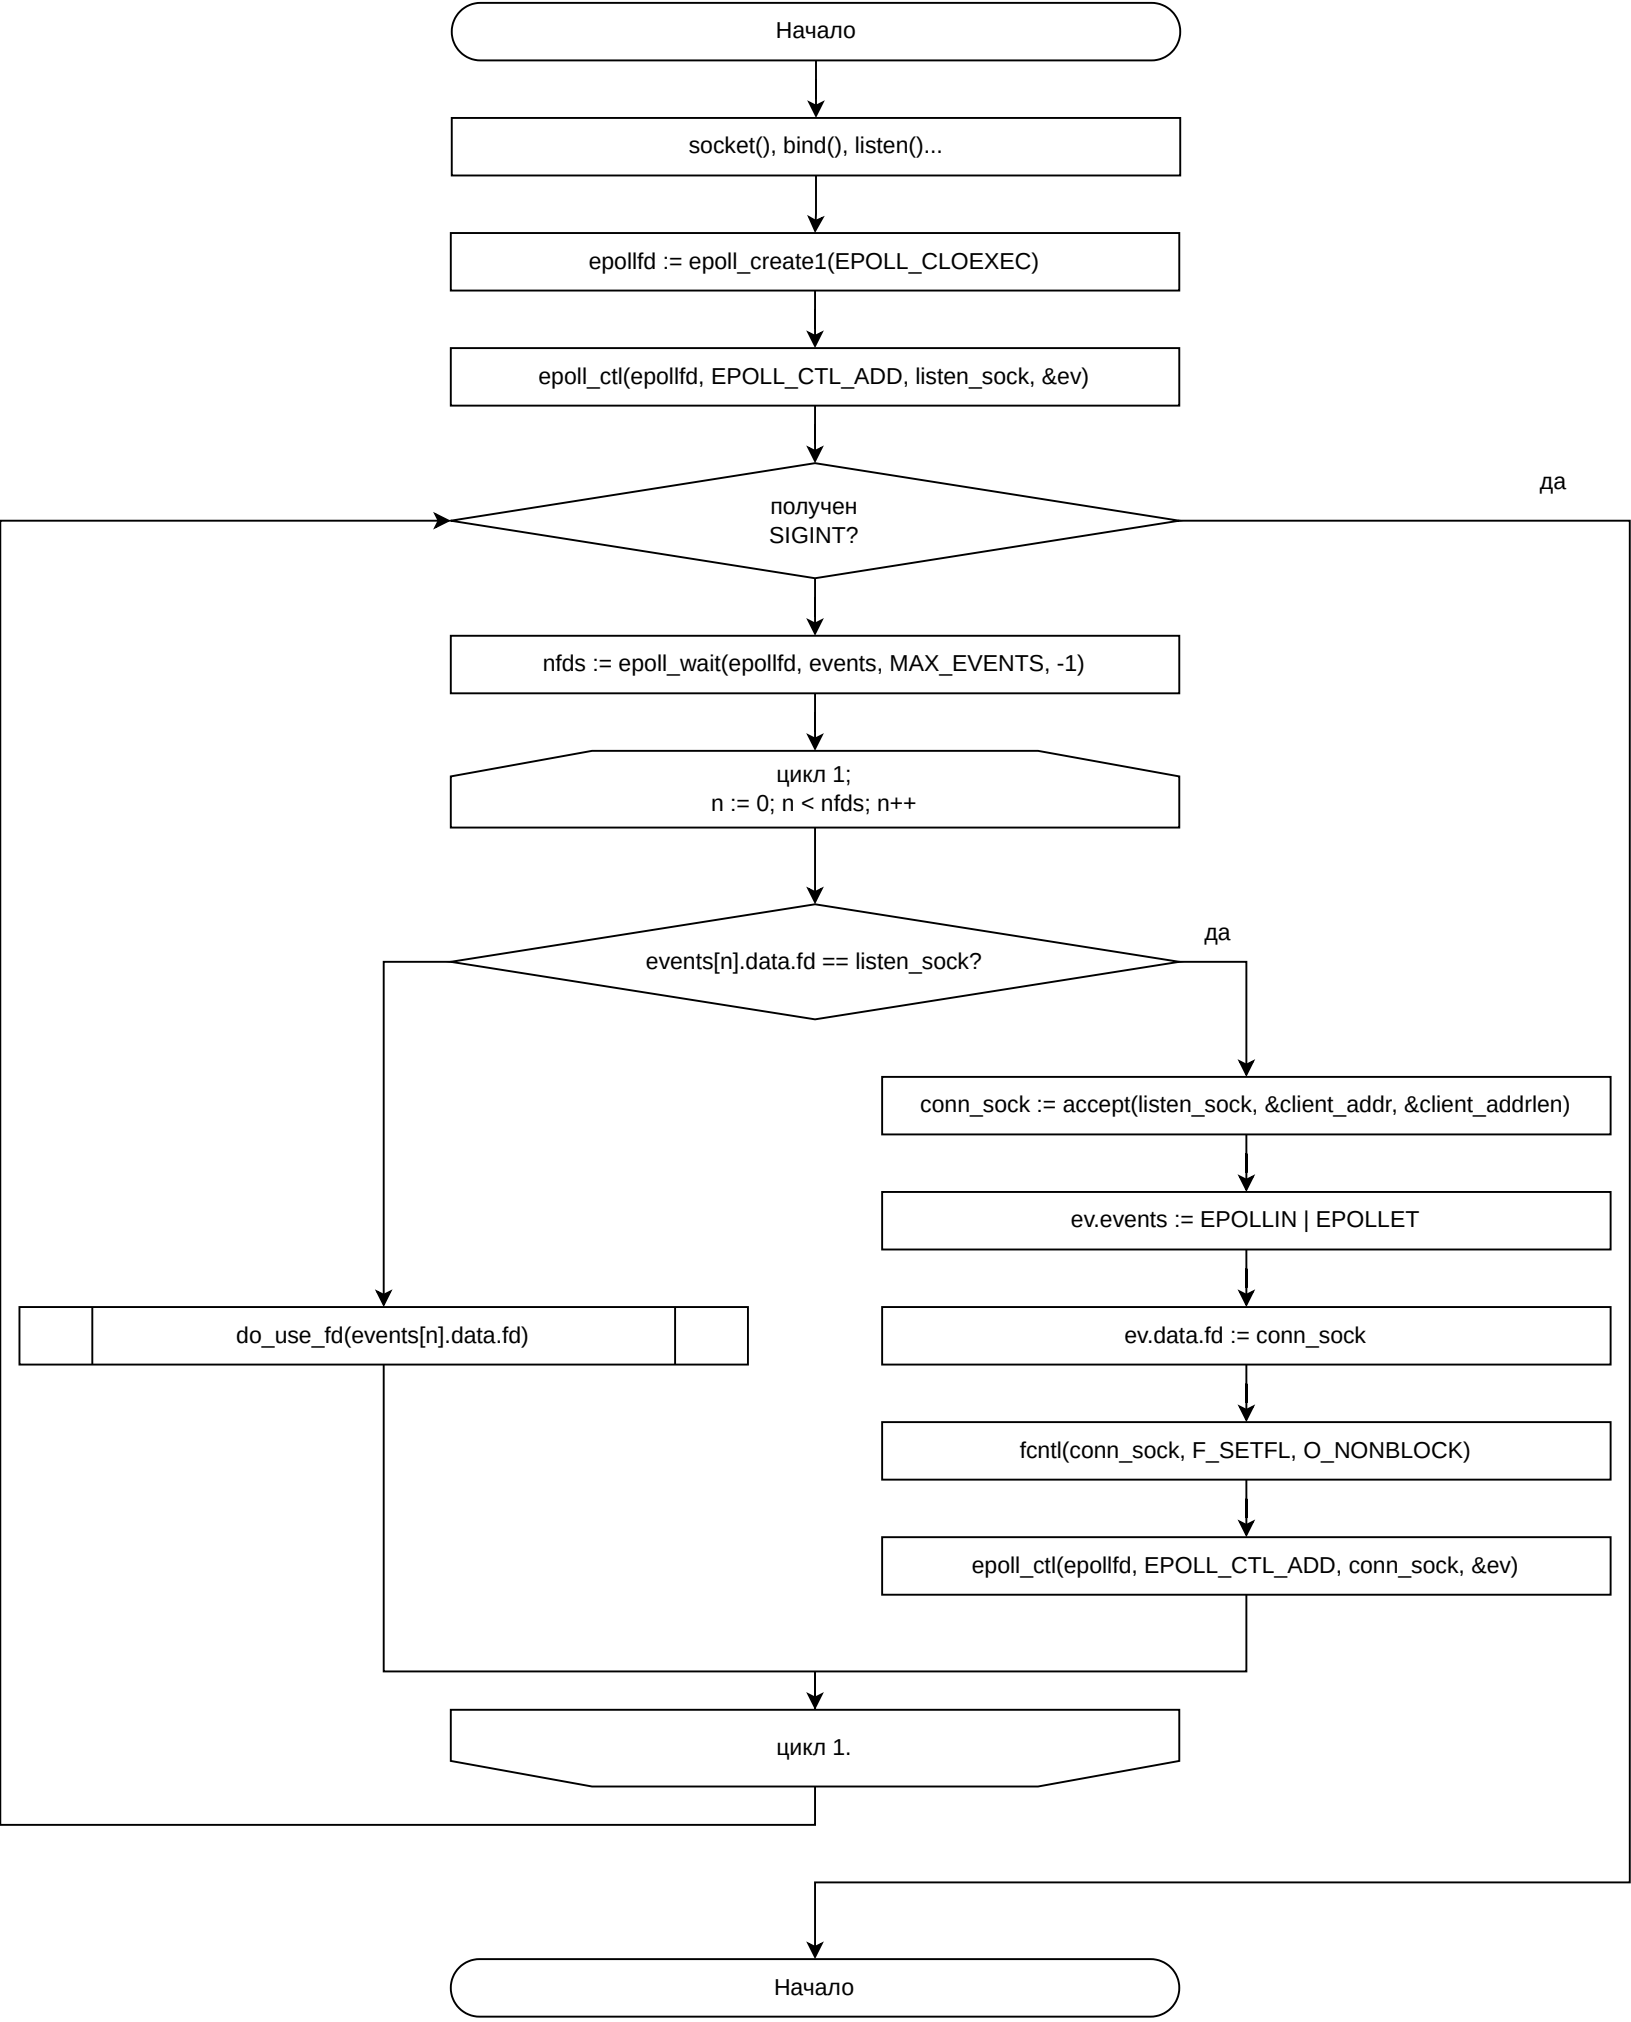 Начало
socket(), bind(), listen()...
epollfd := epoll_create1(EPOLL_CLOEXEC)
epoll_ctl(epollfd, EPOLL_CTL_ADD, listen_sock, &ev)
да
получен
SIGINT?
nfds := epoll_wait(epollfd, events, MAX_EVENTS, -1)
цикл 1;
n := 0; n < nfds; n++
да
events[n].data.fd == listen_sock?
conn_sock := accept(listen_sock, &client_addr, &client_addrlen)
ev.events := EPOLLIN | EPOLLET
do_use_fd(events[n].data.fd)
ev.data.fd := conn_sock
fcntl(conn_sock, F_SETFL, O_NONBLOCK)
epoll_ctl(epollfd, EPOLL_CTL_ADD, conn_sock, &ev)
цикл 1.
Начало